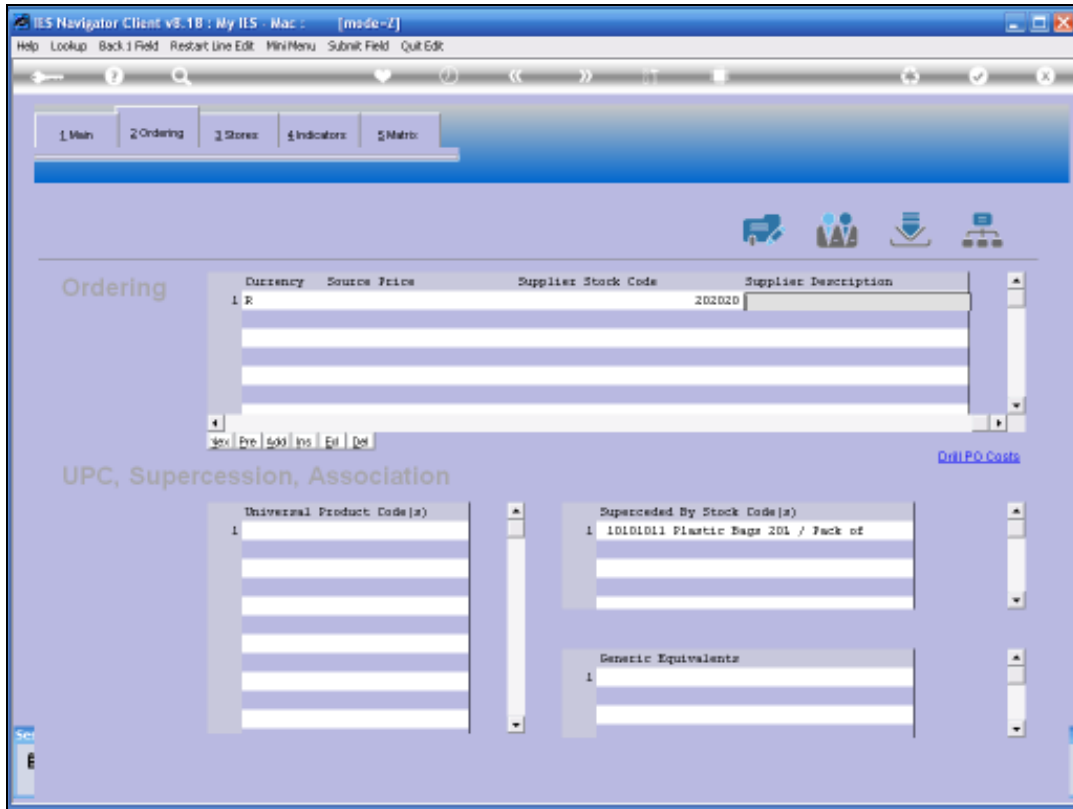 IES Navigator Client v8.1B : My IES - Mac : [mode=Z]
Help Lookup Back 1 Field Restart Line Edit MiniMenu Submit Field Quit Edit
1 Main 2 Ordering 3 Stores 4 Indicators 5 Matrix
Ordering
Currency Source Price Supplier Stock Code Supplier Description
1 R 202020
Nex Pre Add Ins Del
Drill PO Costs
UPC, Supercession, Association
Universal Product Code(s)
1
Superceded By Stock Code(s)
1 10101011 Plastic Bags 20L / Pack of
Generic Equivalents
1